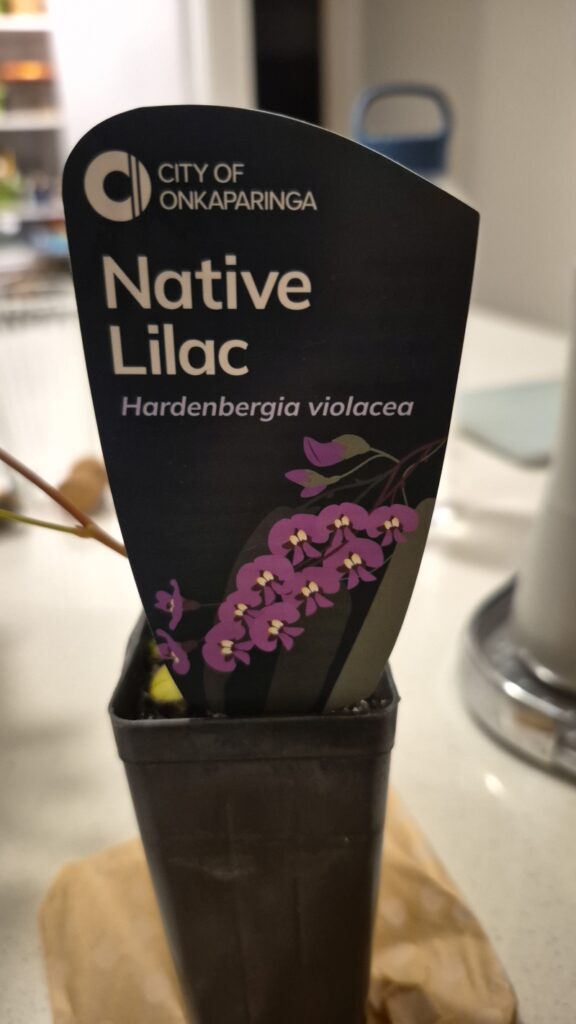 CITY OF
ONKAPARINGA
Native
Lilac
Hardenbergia violacea